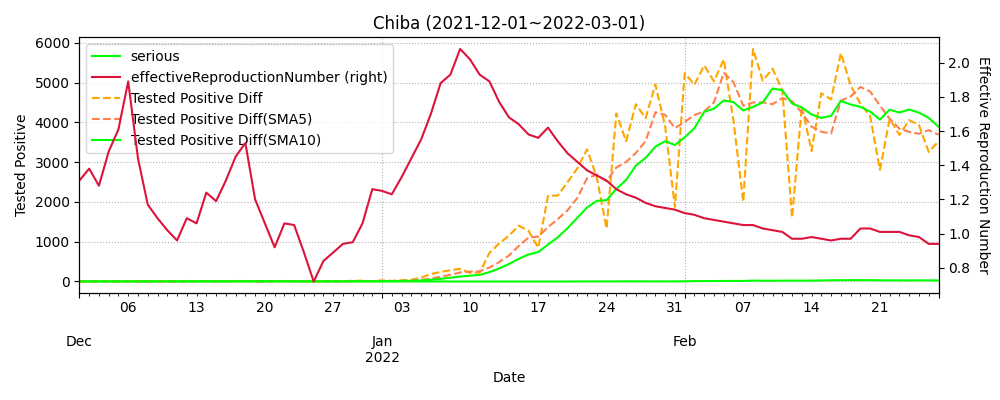 Chiba (2021-12-01~2022-03-01)
serious
effectiveReproductionNumber (right)
Tested Positive Diff
Tested Positive Diff(SMA5)
Tested Positive Diff(SMA10)
Tested Positive
6000
5000
4000
3000
2000
1000
0
Effective Reproduction Number
2.0
1.8
1.6
1.4
1.2
1.0
0.8
06 13 20 27 03 10 17 24 31 07 14 21
Dec Jan Feb
2022
Date